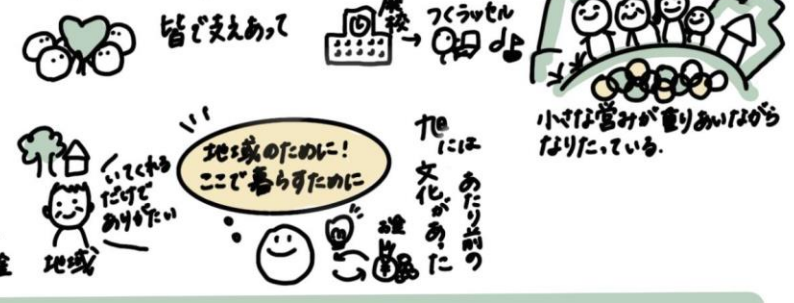 皆で支えあって
廃校
つくラッセル
小さな営みが重りあいながら
なりたっている.
いてくれる
だけで
ありがたい
地域
地域のために!
ここで暮らすために
お金
旭には
あたり前の
文化があった